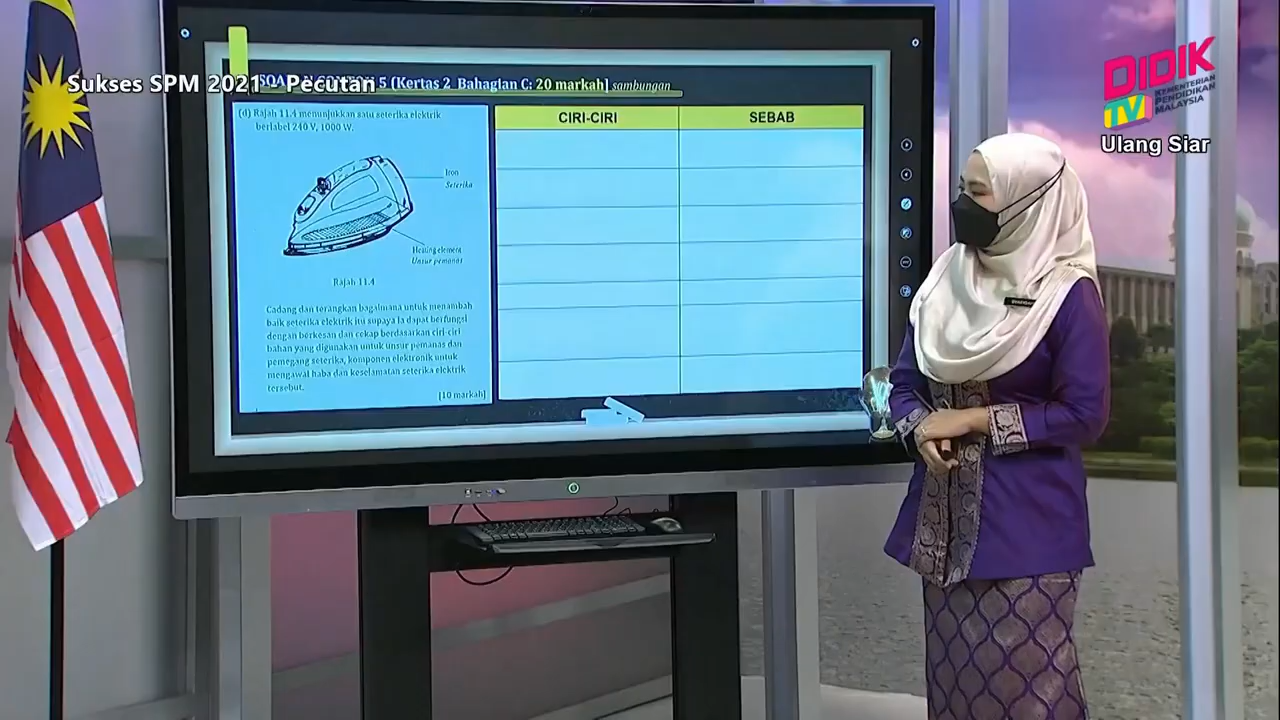 Sukses SPM 2021 - Pecutan
5 (Kertas 2, Bahagian C: 20 markah) sambungan
(d) Rajah 11.4 menunjukkan satu seterika elektrik
berlabel 240 V, 1000 W.
Iron
Seterika
Heating element
Unsur pemanas
Rajah 11.4
Cadang dan terangkan bagaimana untuk menambah
baik seterika elektrik itu supaya ia dapat berfungsi
dengan berkesan dan cekap berdasarkan ciri-ciri
bahan yang digunakan untuk unsur pemanas dan
pemegang seterika, komponen elektronik untuk
mengawal haba dan keselamatan seterika elektrik
tersebut.
[10 markah]
CIRI-CIRI
SEBAB
DIDIK
TV
KEMENTERIAN
PENDIDIKAN
MALAYSIA
Ulang Siar